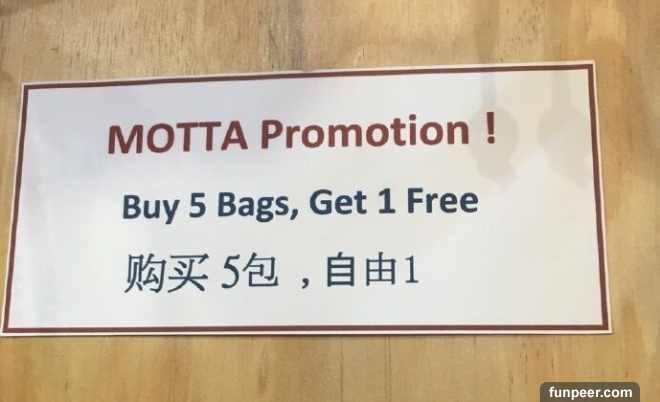 MOTTA Promotion !
Buy 5 Bags, Get 1 Free
购买 5包 , 自由1
funpeer.com